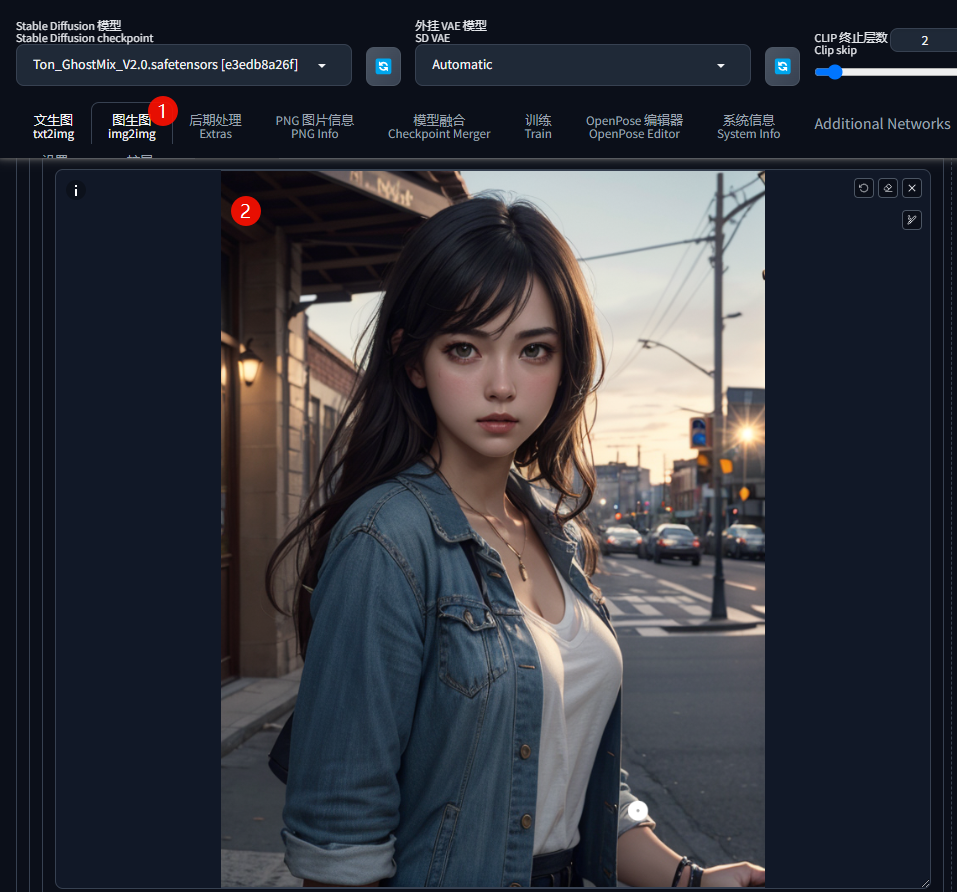 Stable Diffusion 模型
Stable Diffusion checkpoint
Ton_GhostMix_V2.0.safetensors [e3edb8a26f]
外挂 VAE 模型
SD VAE
Automatic
CLIP 终止层数
Clip skip
2
文生图
txt2img
图生图
img2img
1
后期处理
Extras
PNG 图片信息
PNG Info
模型融合
Checkpoint Merger
训练
Train
OpenPose 编辑器
OpenPose Editor
系统信息
System Info
Additional Networks
i
2